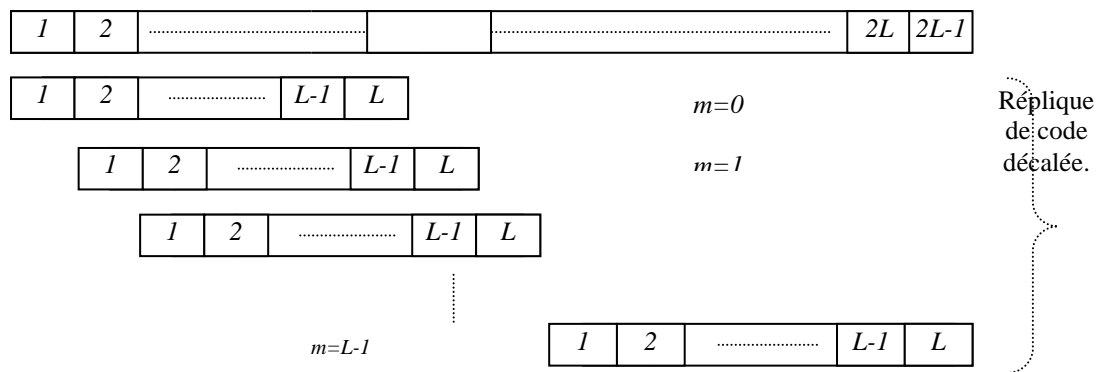 1 2 2L 2L-1
1 2 L-1 L m=0
1 2 L-1 L m=1
1 2 L-1 L
m=L-1 1 2 L-1 L
Réplique
de code
décalée.